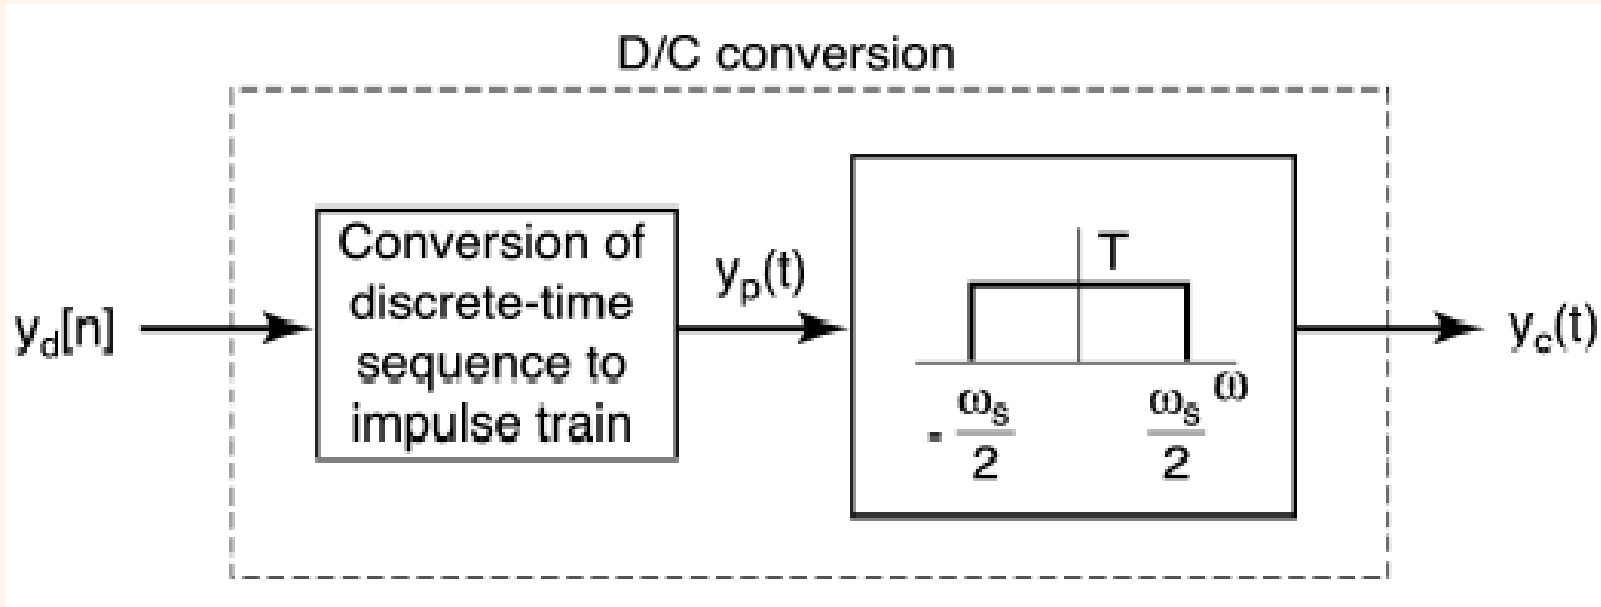 D/C conversion
Conversion of
discrete-time
sequence to
impulse train
y_d[n]
y_p(t)
T
ω
- ω_s/2
ω_s/2
y_c(t)